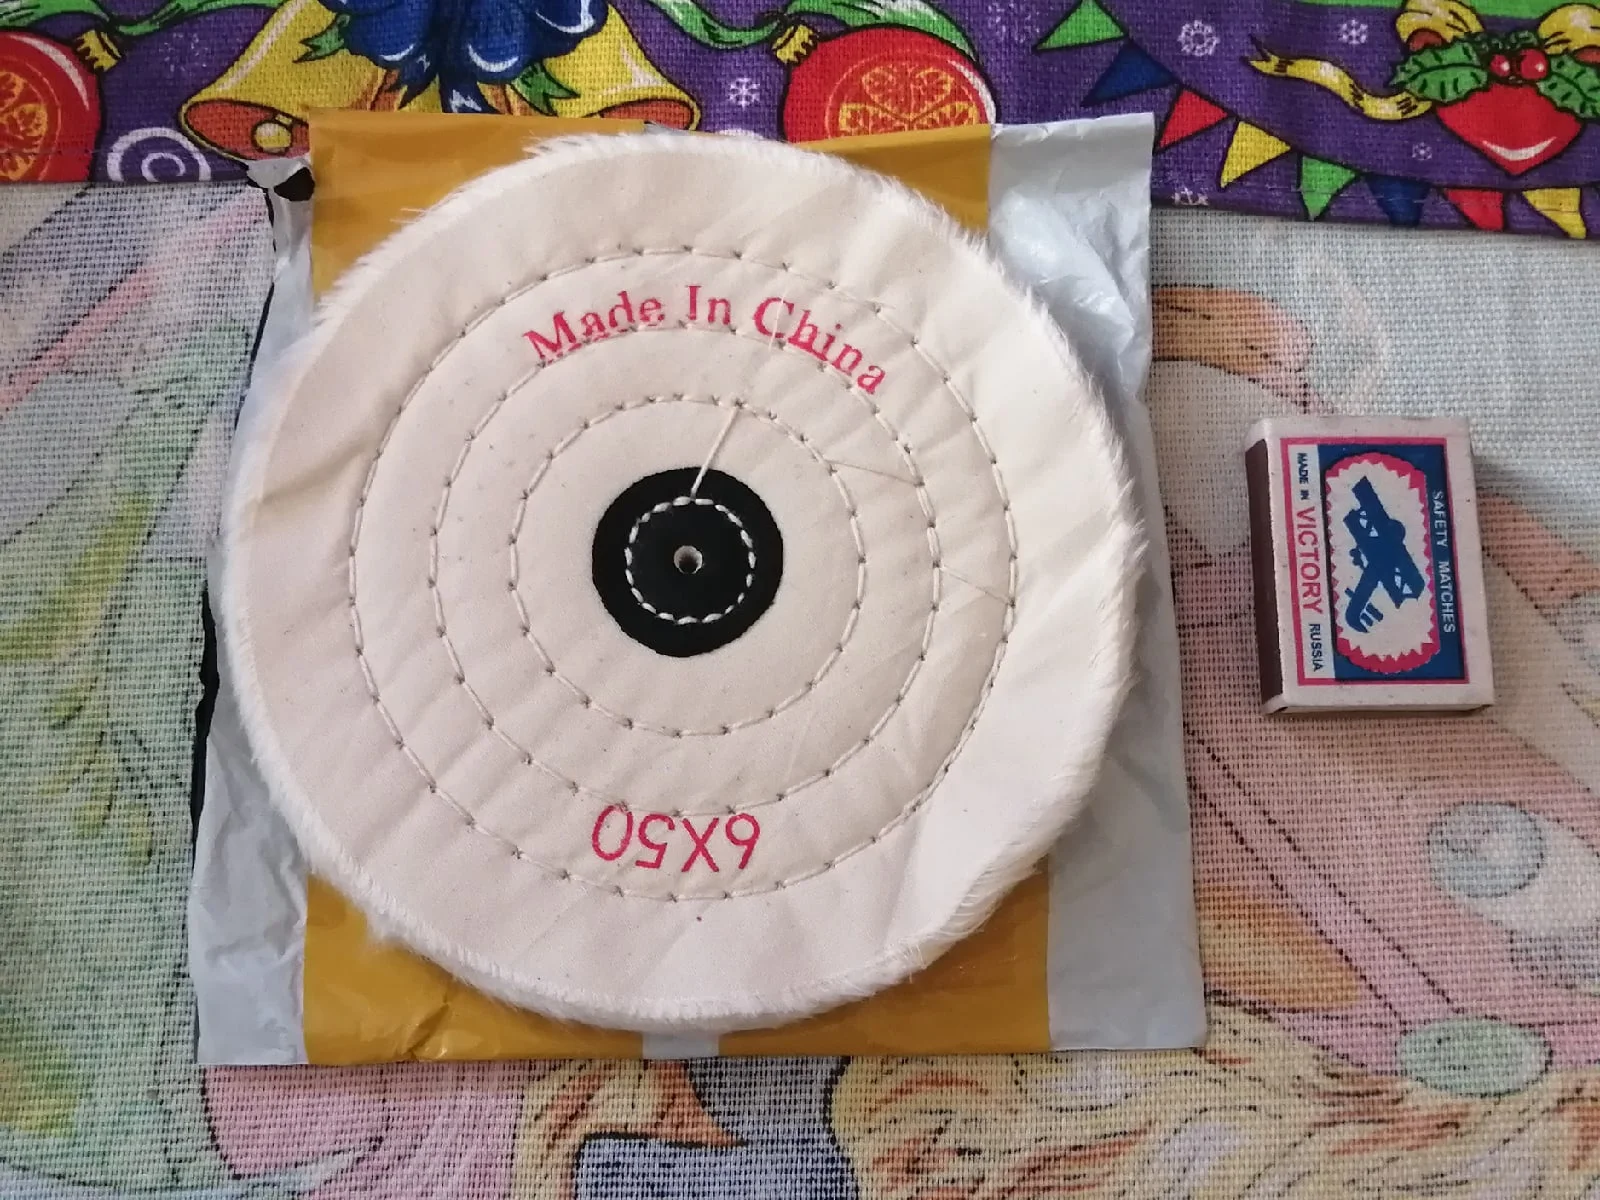 Made In China
6X50
SAFETY MATCHES
MADE IN VICTORY RUSSIA